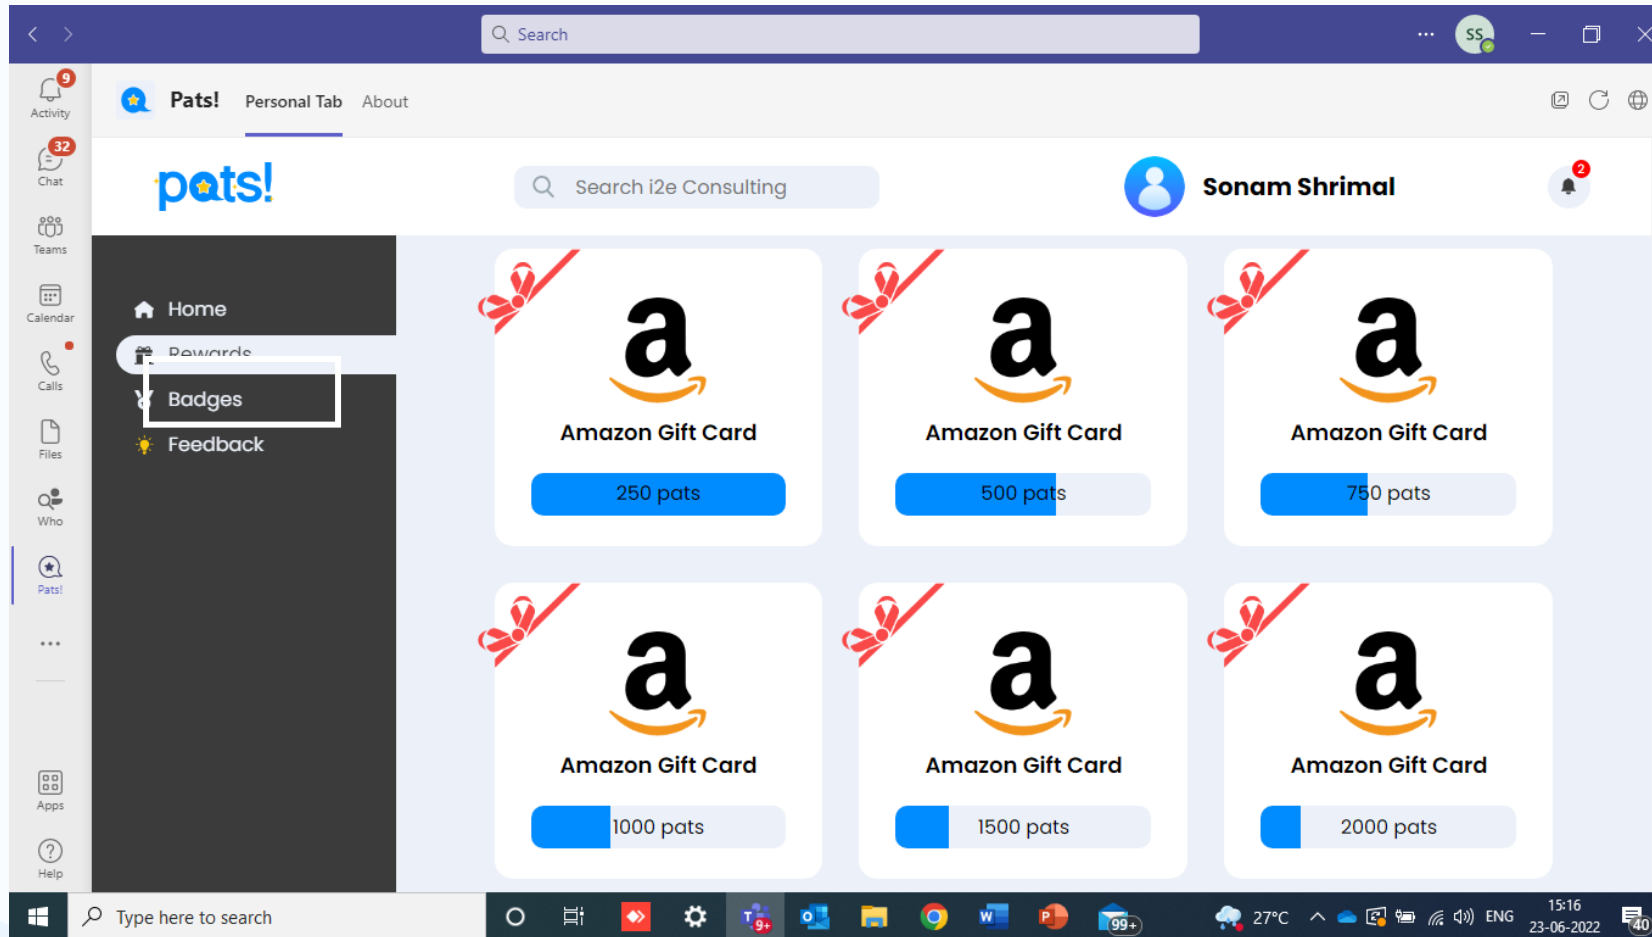 Search
SS
9
Activity
Pats! Personal Tab About
32
Chat
pats!
Search i2e Consulting
Sonam Shrimal
2
Teams
Calendar
Calls
Files
Who
Pats!
Apps
Help
Home
Rewards
Badges
Feedback
Amazon Gift Card Amazon Gift Card Amazon Gift Card
250 pats 500 pats 750 pats
Amazon Gift Card Amazon Gift Card Amazon Gift Card
1000 pats 1500 pats 2000 pats
Type here to search
9+
99+
27°C
ENG
15:16
23-06-2022
40